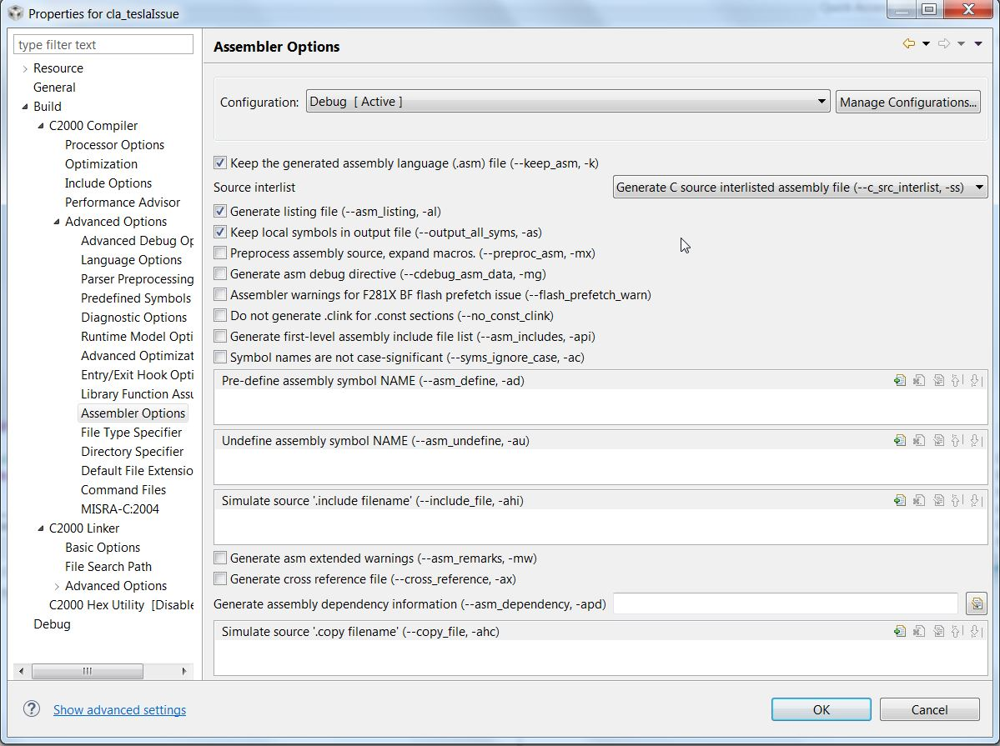 Properties for cla_teslaIssue
type filter text
Resource
General
Build
C2000 Compiler
Processor Options
Optimization
Include Options
Performance Advisor
Advanced Options
Advanced Debug Op
Language Options
Parser Preprocessing
Predefined Symbols
Diagnostic Options
Runtime Model Opti
Advanced Optimizat
Entry/Exit Hook Opti
Library Function Assu
Assembler Options
File Type Specifier
Directory Specifier
Default File Extensio
Command Files
MISRA-C:2004
C2000 Linker
Basic Options
File Search Path
Advanced Options
C2000 Hex Utility [Disable
Debug
Assembler Options
Configuration: Debug [ Active ] Manage Configurations...
Keep the generated assembly language (.asm) file (--keep_asm, -k)
Source interlist Generate C source interlisted assembly file (--c_src_interlist, -ss)
Generate listing file (--asm_listing, -al)
Keep local symbols in output file (--output_all_syms, -as)
Preprocess assembly source, expand macros. (--preproc_asm, -mx)
Generate asm debug directive (--cdebug_asm_data, -mg)
Assembler warnings for F281X BF flash prefetch issue (--flash_prefetch_warn)
Do not generate .clink for .const sections (--no_const_clink)
Generate first-level assembly include file list (--asm_includes, -api)
Symbol names are not case-significant (--syms_ignore_case, -ac)
Pre-define assembly symbol NAME (--asm_define, -ad)
Undefine assembly symbol NAME (--asm_undefine, -au)
Simulate source '.include filename' (--include_file, -ahi)
Generate asm extended warnings (--asm_remarks, -mw)
Generate cross reference file (--cross_reference, -ax)
Generate assembly dependency information (--asm_dependency, -apd)
Simulate source '.copy filename' (--copy_file, -ahc)
Show advanced settings
OK Cancel